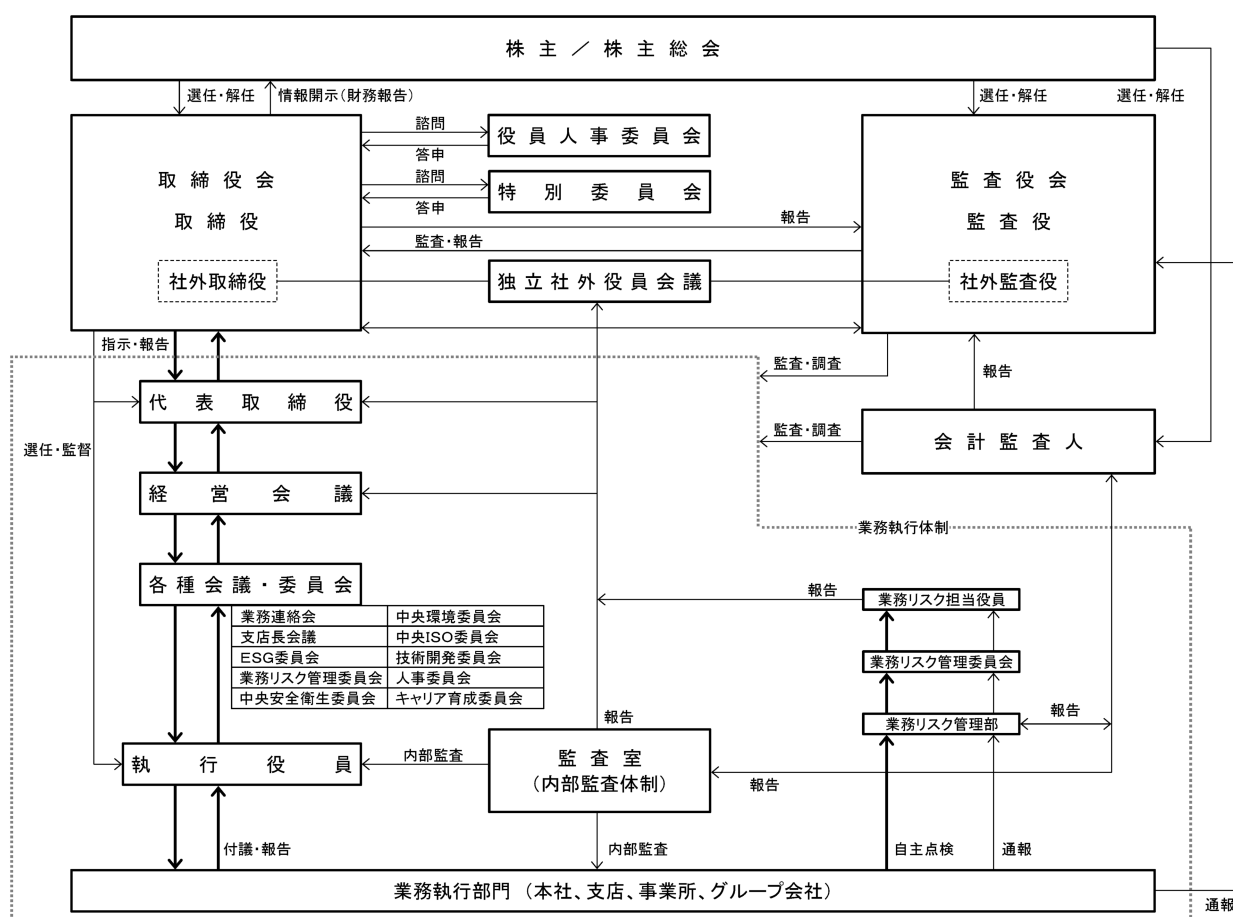 株主／株主総会
選任・解任
情報開示（財務報告）
選任・解任
選任・解任
取締役会
取締役
社外取締役
諮問
答申
役員人事委員会
諮問
答申
特別委員会
報告
監査・報告
独立社外役員会議
監査役会
監査役
社外監査役
指示・報告
監査・調査
報告
代表取締役
監査・調査
会計監査人
選任・監督
経営会議
業務執行体制
各種会議・委員会
業務連絡会 中央環境委員会
支店長会議 中央ISO委員会
ESG委員会 技術開発委員会
業務リスク管理委員会 人事委員会
中央安全衛生委員会 キャリア育成委員会
報告
業務リスク担当役員
業務リスク管理委員会
業務リスク管理部
報告
報告
執行役員
内部監査
監査室
（内部監査体制）
報告
付議・報告
内部監査
自主点検
通報
業務執行部門（本社、支店、事業所、グループ会社）
通報